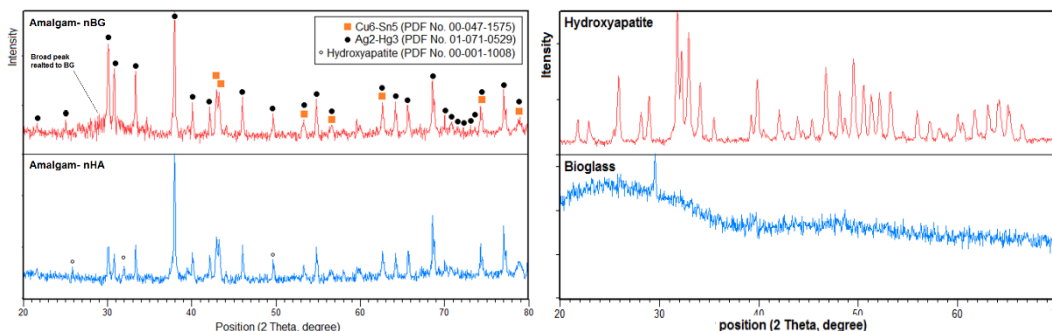 Amalgam- nBG
Intensity
Broad peak
realted to BG
Cu6-Sn5 (PDF No. 00-047-1575)
Ag2-Hg3 (PDF No. 01-071-0529)
Hydroxyapatite (PDF No. 00-001-1008)
Amalgam- nHA
Intensity
20 30 40 50 60 70 80
Position (2 Theta, degree)
Hydroxyapatite
Itensity
Bioglass
20 30 40 50 60
position (2 Theta, degree)